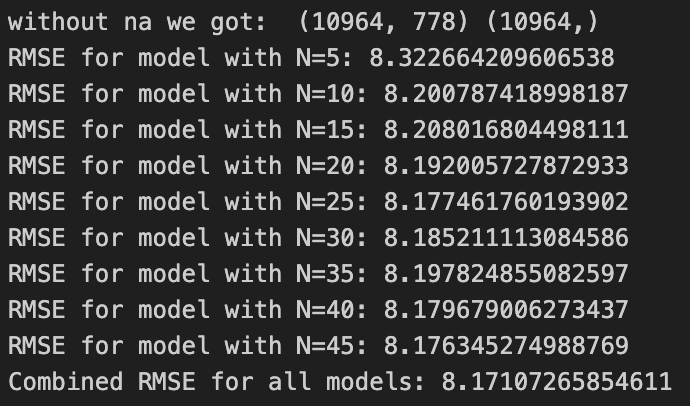 without na we got:  (10964, 778) (10964,)
RMSE for model with N=5: 8.322664209606538
RMSE for model with N=10: 8.200787418998187
RMSE for model with N=15: 8.208016804498111
RMSE for model with N=20: 8.192005727872933
RMSE for model with N=25: 8.177461760193902
RMSE for model with N=30: 8.185211113084586
RMSE for model with N=35: 8.197824855082597
RMSE for model with N=40: 8.179679006273437
RMSE for model with N=45: 8.176345274988769
Combined RMSE for all models: 8.17107265854611